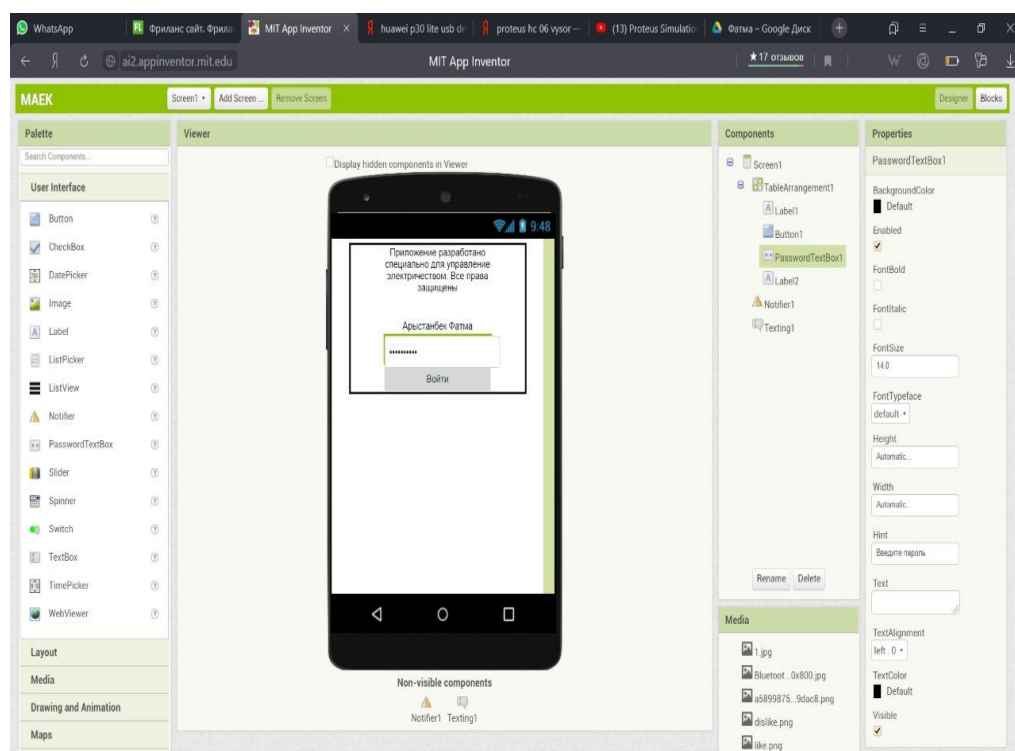 WhatsApp
FL Фриланс сайт. Фрила
MIT App Inventor
huawei p30 lite usb de
proteus hc 06 vysor —
(13) Proteus Simulatio
Фатма – Google Диск
ai2.appinventor.mit.edu
MIT App Inventor
★ 17 отзывов
MAEK
Screen1
Add Screen ...
Remove Screen
Designer
Blocks
Palette
Search Components...
User Interface
Button
CheckBox
DatePicker
Image
Label
ListPicker
ListView
Notifier
PasswordTextBox
Slider
Spinner
Switch
TextBox
TimePicker
WebViewer
Layout
Media
Drawing and Animation
Maps
Viewer
Display hidden components in Viewer
9:48
Приложение разработано
специально для управление
электричеством. Все права
защищены
Арыстанбек Фатма
••••••••••
Войти
Non-visible components
Notifier1 Texting1
Components
Screen1
TableArrangement1
Label1
Button1
PasswordTextBox1
Label2
Notifier1
Texting1
Rename Delete
Media
1.jpg
Bluetoot...0x800.jpg
a5899875...9dac8.png
dislike.png
like.png
Properties
PasswordTextBox1
BackgroundColor
Default
Enabled
FontBold
FontItalic
FontSize
14.0
FontTypeface
default
Height
Automatic...
Width
Automatic...
Hint
Введите пароль
Text
TextAlignment
left : 0
TextColor
Default
Visible